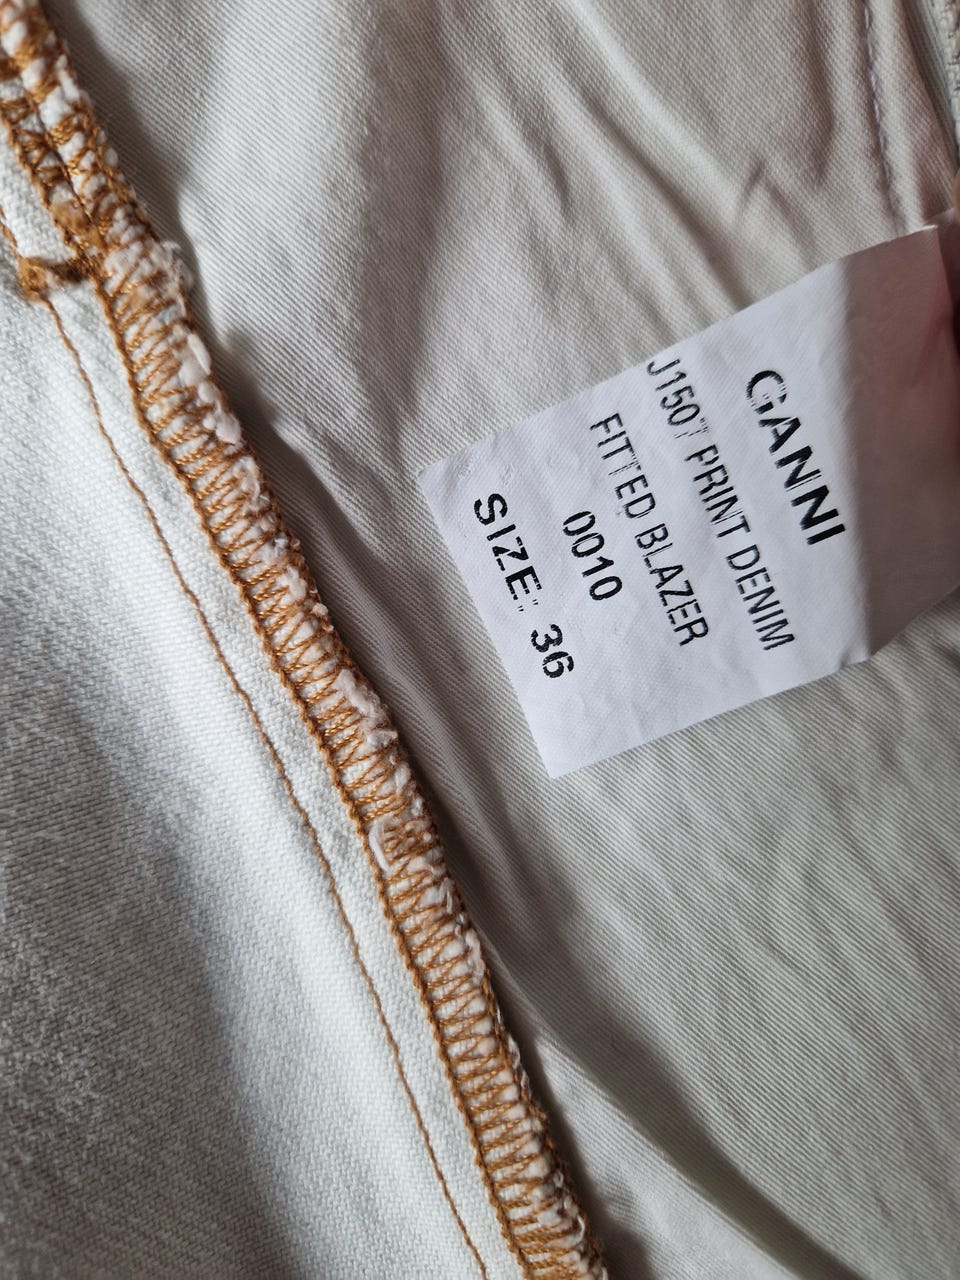 GANNI
J1507 PRINT DENIM
FITTED BLAZER
0010
SIZE: 36